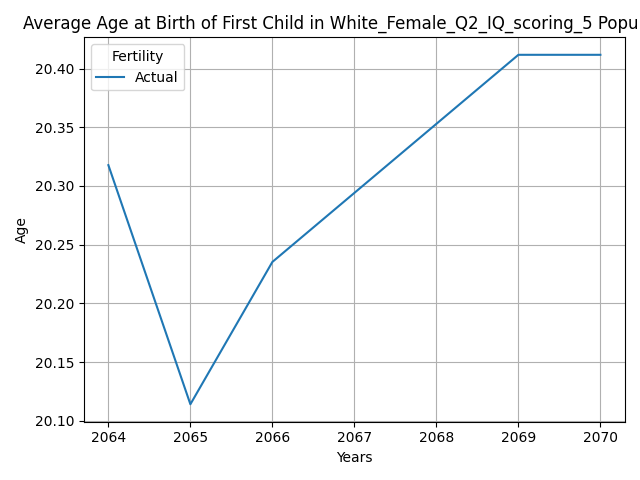 Average Age at Birth of First Child in White_Female_Q2_IQ_scoring_5 Popu
Fertility
Actual
20.40
20.35
20.30
20.25
20.20
20.15
20.10
Age
2064 2065 2066 2067 2068 2069 2070
Years